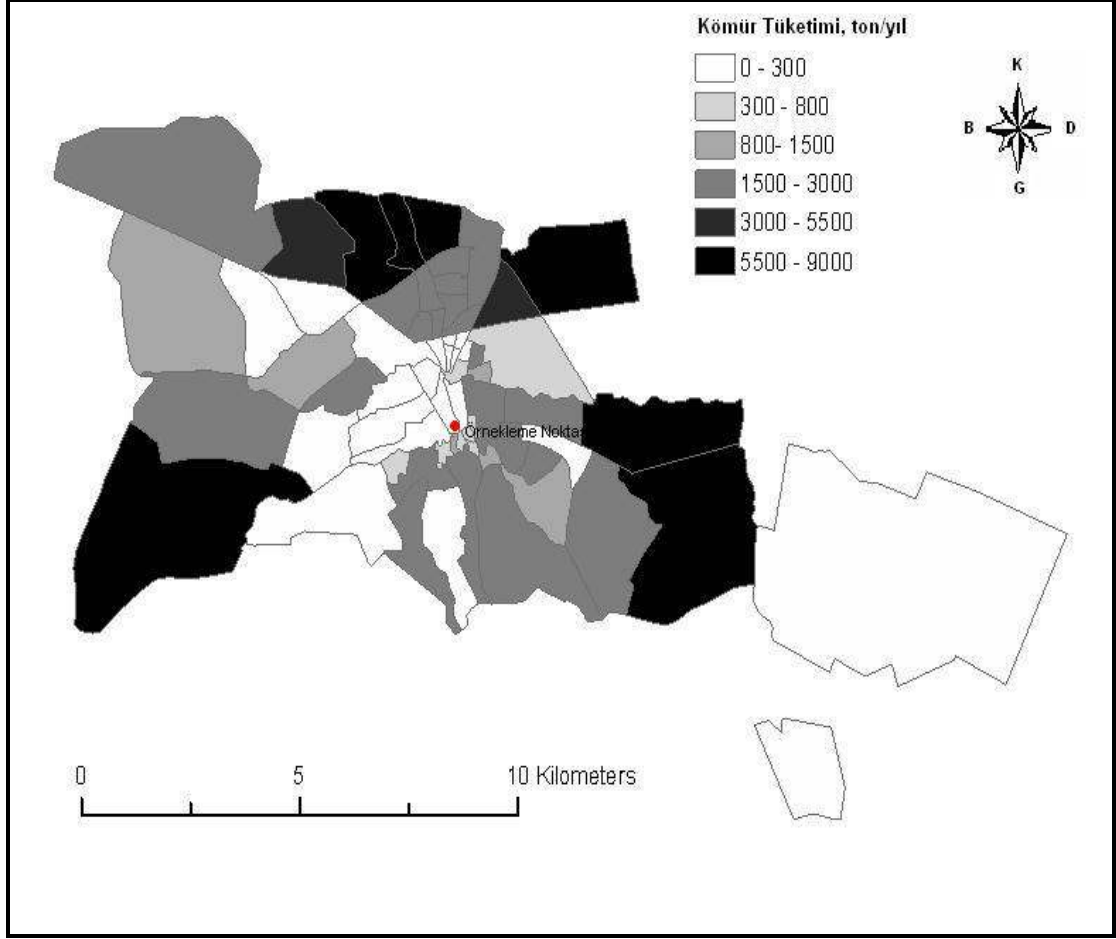 Kömür Tüketimi, ton/yıl
0 - 300
300 - 800
800- 1500
1500 - 3000
3000 - 5500
5500 - 9000
K
B D
G
Örnekleme Noktas
0 5 10 Kilometers